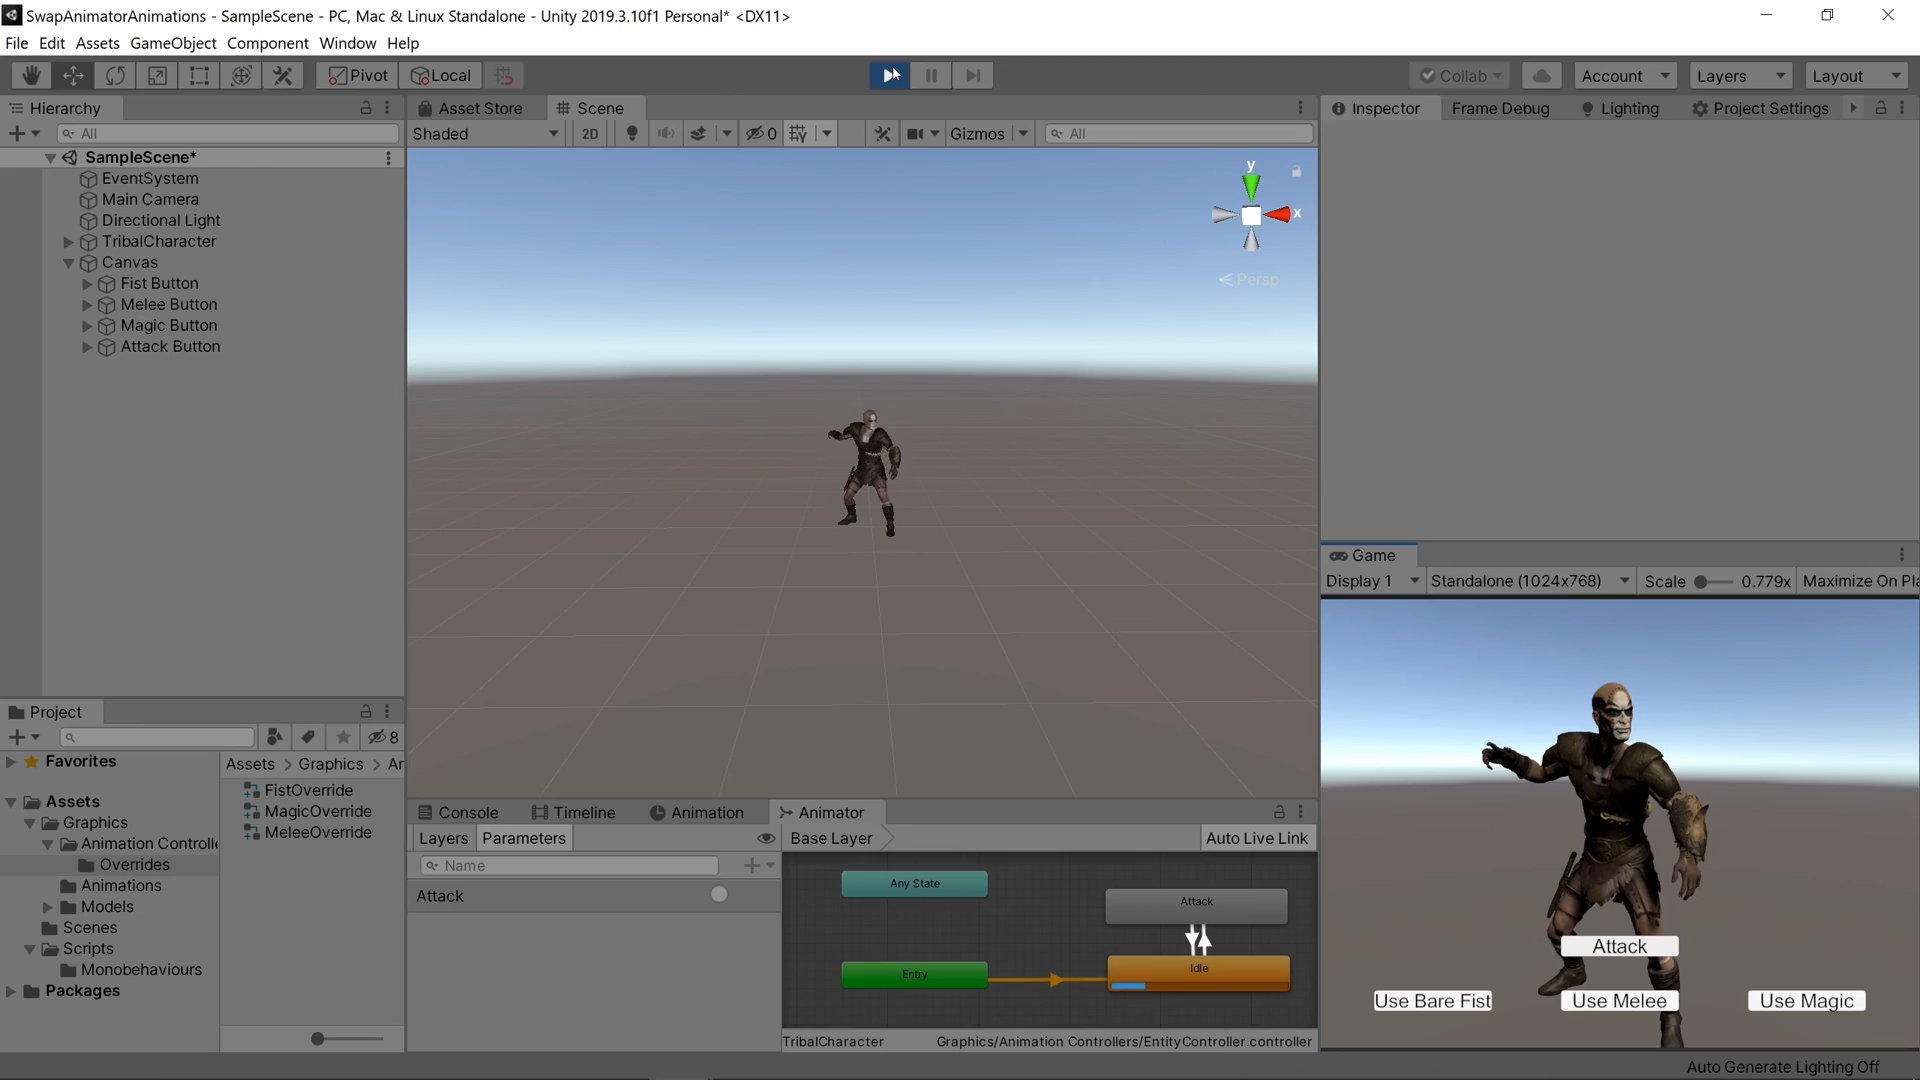 SwapAnimatorAnimations - SampleScene - PC, Mac & Linux Standalone - Unity 2019.3.10f1 Personal* <DX11>
File Edit Assets GameObject Component Window Help
Pivot Local Collab Account Layers Layout
Hierarchy
All
SampleScene*
EventSystem
Main Camera
Directional Light
TribalCharacter
Canvas
Fist Button
Melee Button
Magic Button
Attack Button
Asset Store Scene
Shaded 2D 0 Gizmos All
y
x
Persp
Inspector Frame Debug Lighting Project Settings
Game
Display 1 Standalone (1024x768) Scale 0.779x Maximize On Pla
Attack
Use Bare Fist Use Melee Use Magic
Project
8
Favorites
Assets
Graphics
Animation Controlle
Overrides
Animations
Models
Scenes
Scripts
Monobehaviours
Packages
Assets > Graphics > An
FistOverride
MagicOverride
MeleeOverride
Console Timeline Animation Animator
Layers Parameters Base Layer Auto Live Link
Name
Attack
Any State
Attack
Entry
Idle
TribalCharacter Graphics/Animation Controllers/EntityController.controller
Auto Generate Lighting Off